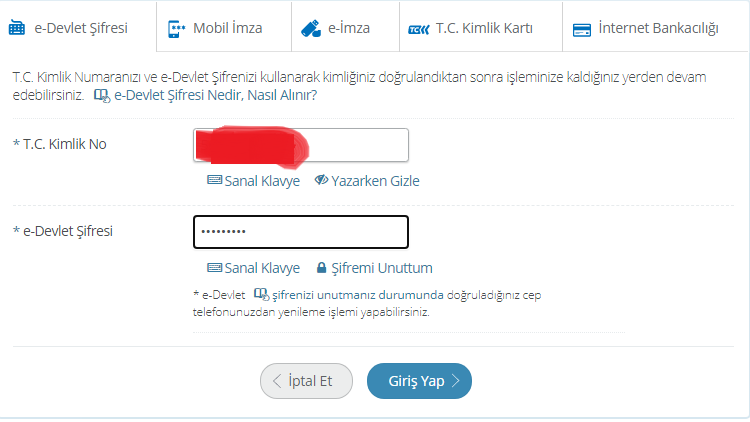 e-Devlet Şifresi
Mobil İmza
e-İmza
T.C. Kimlik Kartı
İnternet Bankacılığı
T.C. Kimlik Numaranızı ve e-Devlet Şifrenizi kullanarak kimliğiniz doğrulandıktan sonra işleminize kaldığınız yerden devam
edebilirsiniz. e-Devlet Şifresi Nedir, Nasıl Alınır?
* T.C. Kimlik No
Sanal Klavye Yazarken Gizle
* e-Devlet Şifresi
•••••••••
Sanal Klavye Şifremi Unuttum
* e-Devlet şifrenizi unutmanız durumunda doğruladığınız cep
telefonunuzdan yenileme işlemi yapabilirsiniz.
İptal Et
Giriş Yap